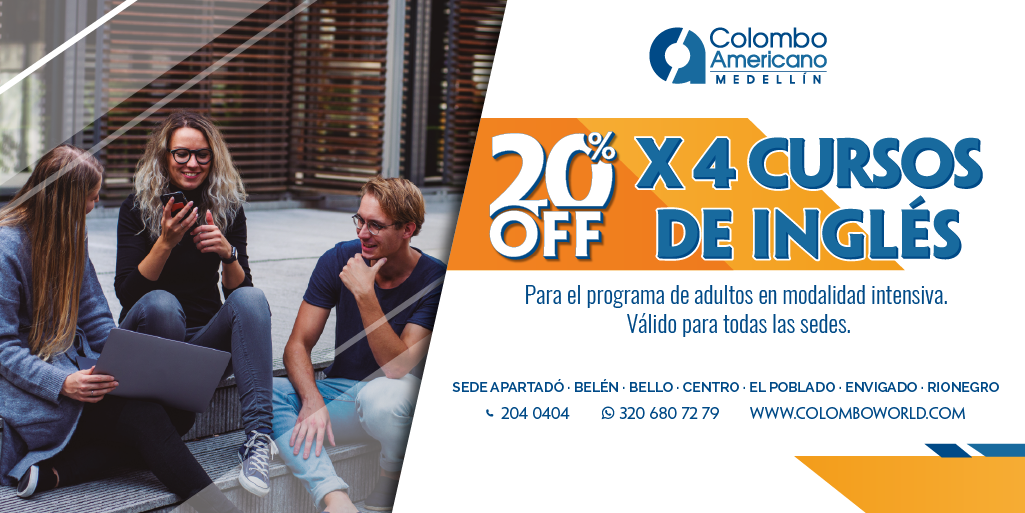 Colombo
Americano
MEDELLÍN
20% OFF
X 4 CURSOS
DE INGLÉS
Para el programa de adultos en modalidad intensiva.
Válido para todas las sedes.
SEDE APARTADÓ · BELÉN · BELLO · CENTRO · EL POBLADO · ENVIGADO · RIONEGRO
204 0404 320 680 72 79 WWW.COLOMBOWORLD.COM